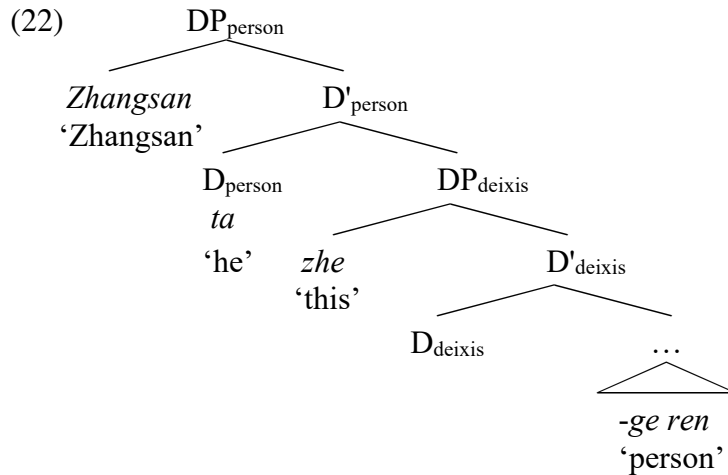 (22) DPperson
Zhangsan D'person
‘Zhangsan’
Dperson DPdeixis
ta
‘he’ zhe D'deixis
‘this’
Ddeixis …
-ge ren
‘person’